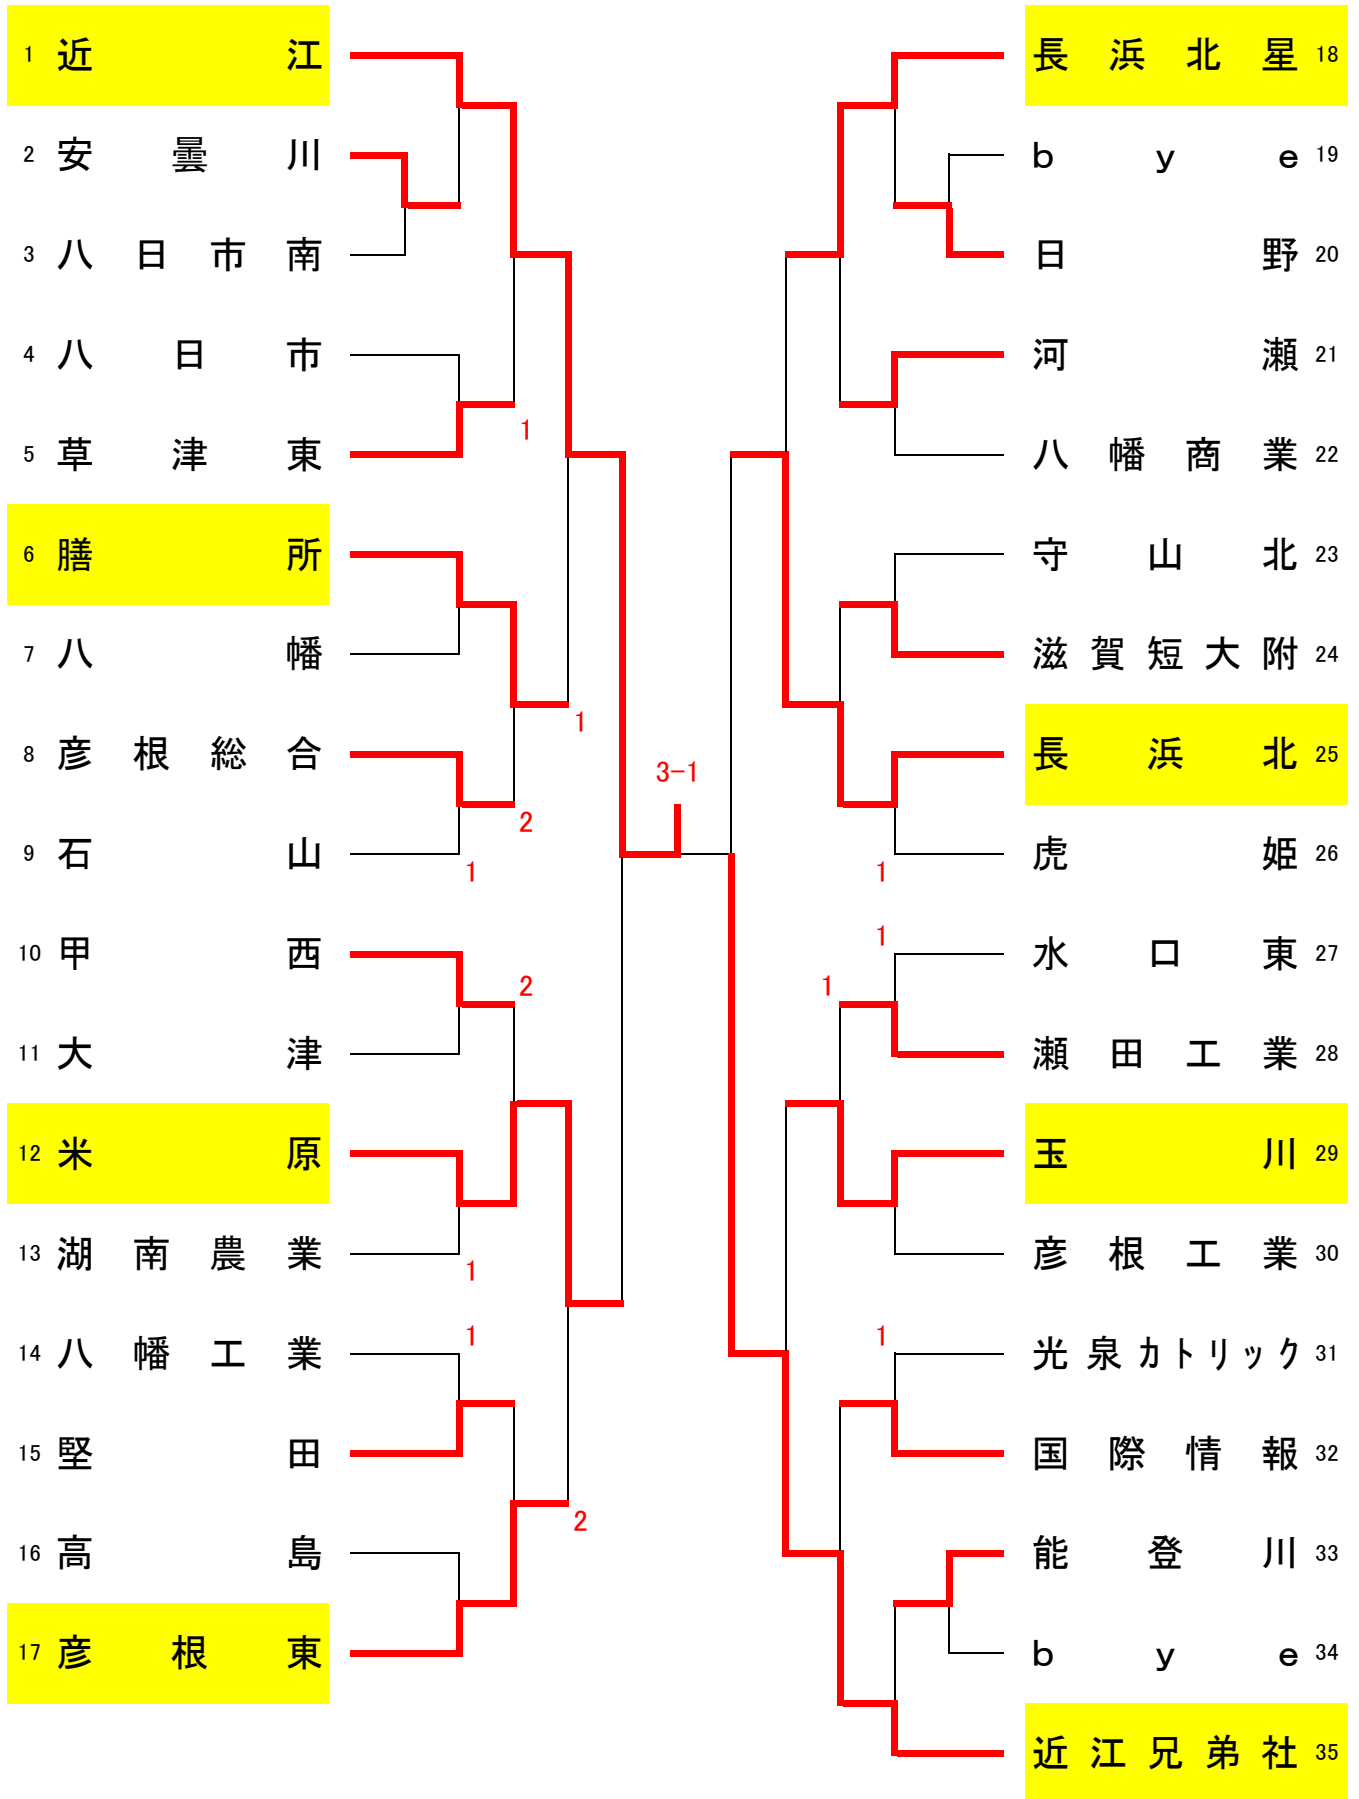 1 近江
2 安曇川
3 八日市南
4 八日市
1
5 草津東
6 膳所
7 八幡
1
8 彦根総合
2
9 石山
1
10 甲西
2
11 大津
12 米原
13 湖南農業
1
1
14 八幡工業
15 堅田
2
16 高島
17 彦根東
3-1
長浜北星 18
bye 19
日野 20
河瀬 21
八幡商業 22
守山北 23
滋賀短大附 24
長浜北 25
虎姫 26
1
1
水口東 27
1
瀬田工業 28
玉川 29
彦根工業 30
1
光泉カトリック 31
国際情報 32
能登川 33
bye 34
近江兄弟社 35